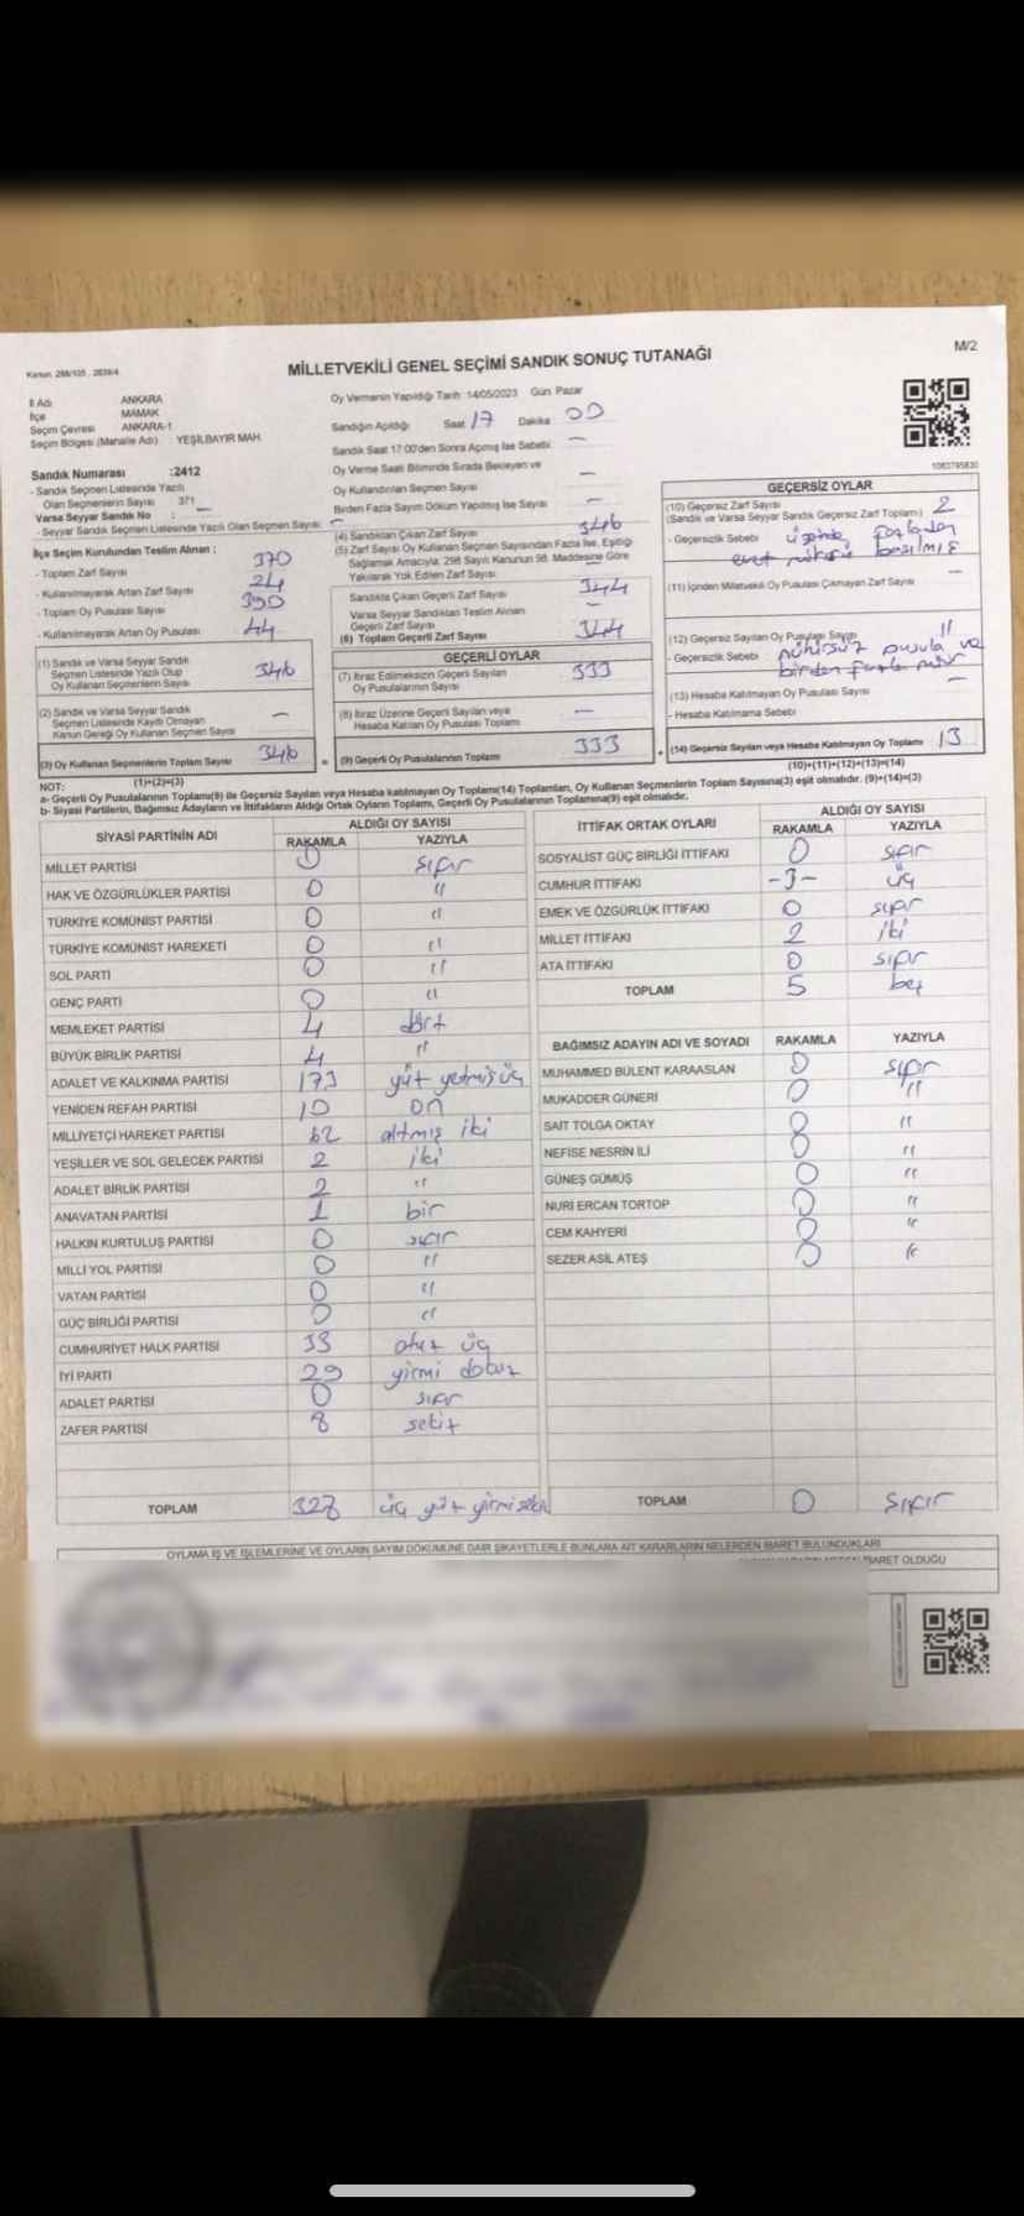 M/2
Kanun: 298/105 , 2839/4
MİLLETVEKİLİ GENEL SEÇİMİ SANDIK SONUÇ TUTANAĞI
İl Adı ANKARA
İlçe MAMAK
Seçim Çevresi ANKARA-1
Seçim Bölgesi (Mahalle Adı) YEŞİLBAYIR MAH.
Sandık Numarası :2412
- Sandık Seçmen Listesinde Yazılı
Olan Seçmenlerin Sayısı 371
Varsa Seyyar Sandık No : —
- Seyyar Sandık Seçmen Listesinde Yazılı Olan Seçmen Sayısı: —
İlçe Seçim Kurulundan Teslim Alınan :
- Toplam Zarf Sayısı 370
- Kullanılmayarak Artan Zarf Sayısı 24
- Toplam Oy Pusulası Sayısı 390
- Kullanılmayarak Artan Oy Pusulası 44
(1) Sandık ve Varsa Seyyar Sandık
Seçmen Listesinde Yazılı Olup
Oy Kullanan Seçmenlerin Sayısı 346
(2) Sandık ve Varsa Seyyar Sandık
Seçmen Listesinde Kayıtlı Olmayan
Kanun Gereği Oy Kullanan Seçmen Sayısı —
(3) Oy Kullanan Seçmenlerin Toplam Sayısı 346
(1)+(2)=(3)
Oy Vermenin Yapıldığı Tarih: 14/05/2023 Gün: Pazar
Sandığın Açıldığı Saat 17 Dakika 00
Sandık Saat 17:00'den Sonra Açılmış İse Sebebi: —
Oy Verme Saati Bitiminde Sırada Bekleyen ve
Oy Kullandırılan Seçmen Sayısı —
Birden Fazla Sayım Döküm Yapılmış İse Sayısı —
(4) Sandıktan Çıkan Zarf Sayısı 346
(5) Zarf Sayısı Oy Kullanan Seçmen Sayısından Fazla İse, Eşitliği
Sağlamak Amacıyla, 298 Sayılı Kanunun 98. Maddesine Göre
Yakılarak Yok Edilen Zarf Sayısı —
Sandıkta Çıkan Geçerli Zarf Sayısı 344
Varsa Seyyar Sandıktan Teslim Alınan
Geçerli Zarf Sayısı —
(6) Toplam Geçerli Zarf Sayısı 344
GEÇERLİ OYLAR
(7) İtiraz Edilmeksizin Geçerli Sayılan
Oy Pusulalarının Sayısı 333
(8) İtiraz Üzerine Geçerli Sayılan veya
Hesaba Katılan Oy Pusulası Toplamı —
(9) Geçerli Oy Pusulalarının Toplamı 333
1083795830
GEÇERSİZ OYLAR
(10) Geçersiz Zarf Sayısı
(Sandık ve Varsa Seyyar Sandık Geçersiz Zarf Toplamı) 2
- Geçersizlik Sebebi üzerinde fazladan
evet mührü basılmış
(11) İçinden Milletvekili Oy Pusulası Çıkmayan Zarf Sayısı —
(12) Geçersiz Sayılan Oy Pusulası Sayısı 11
- Geçersizlik Sebebi mühürsüz pusula ve
birden fazla mühür
(13) Hesaba Katılmayan Oy Pusulası Sayısı —
- Hesaba Katılmama Sebebi
(14) Geçersiz Sayılan veya Hesaba Katılmayan Oy Toplamı 13
(10)+(11)+(12)+(13)=(14)
NOT:
a- Geçerli Oy Pusulalarının Toplamı(9) ile Geçersiz Sayılan veya Hesaba katılmayan Oy Toplamı(14) Toplamları, Oy Kullanan Seçmenlerin Toplam Sayısına(3) eşit olmalıdır. (9)+(14)=(3)
b- Siyasi Partilerin, Bağımsız Adayların ve İttifakların Aldığı Ortak Oyların Toplamı, Geçerli Oy Pusulalarının Toplamına(9) eşit olmalıdır.
SİYASİ PARTİNİN ADI ALDIĞI OY SAYISI
RAKAMLA YAZIYLA
MİLLET PARTİSİ 0 sıfır
HAK VE ÖZGÜRLÜKLER PARTİSİ 0 "
TÜRKİYE KOMÜNİST PARTİSİ 0 "
TÜRKİYE KOMÜNİST HAREKETİ 0 "
SOL PARTİ 0 "
GENÇ PARTİ 0 "
MEMLEKET PARTİSİ 4 dört
BÜYÜK BİRLİK PARTİSİ 4 "
ADALET VE KALKINMA PARTİSİ 173 yüz yetmiş üç
YENİDEN REFAH PARTİSİ 10 on
MİLLİYETÇİ HAREKET PARTİSİ 62 altmış iki
YEŞİLLER VE SOL GELECEK PARTİSİ 2 iki
ADALET BİRLİK PARTİSİ 2 "
ANAVATAN PARTİSİ 1 bir
HALKIN KURTULUŞ PARTİSİ 0 sıfır
MİLLİ YOL PARTİSİ 0 "
VATAN PARTİSİ 0 "
GÜÇ BİRLİĞİ PARTİSİ 0 "
CUMHURİYET HALK PARTİSİ 33 otuz üç
İYİ PARTİ 29 yirmi dokuz
ADALET PARTİSİ 0 sıfır
ZAFER PARTİSİ 8 sekiz
TOPLAM 328 üç yüz yirmi sekiz
İTTİFAK ORTAK OYLARI ALDIĞI OY SAYISI
RAKAMLA YAZIYLA
SOSYALİST GÜÇ BİRLİĞİ İTTİFAKI 0 sıfır
CUMHUR İTTİFAKI -3- üç
EMEK VE ÖZGÜRLÜK İTTİFAKI 0 sıfır
MİLLET İTTİFAKI 2 iki
ATA İTTİFAKI 0 sıfır
TOPLAM 5 beş
BAĞIMSIZ ADAYIN ADI VE SOYADI RAKAMLA YAZIYLA
MUHAMMED BÜLENT KARAASLAN 0 sıfır
MUKADDER GÜNERİ 0 "
SAİT TOLGA OKTAY 0 "
NEFİSE NESRİN İLİ 0 "
GÜNEŞ GÜMÜŞ 0 "
NURİ ERCAN TORTOP 0 "
CEM KAHYERİ 0 "
SEZER ASİL ATEŞ 0 "
TOPLAM 0 sıfır
OYLAMA İŞ VE İŞLEMLERİNE VE OYLARIN SAYIM DÖKÜMÜNE DAİR ŞİKAYETLERLE BUNLARA AİT KARARLARIN NELERDEN İBARET BULUNDUKLARI
İBARET OLDUĞU